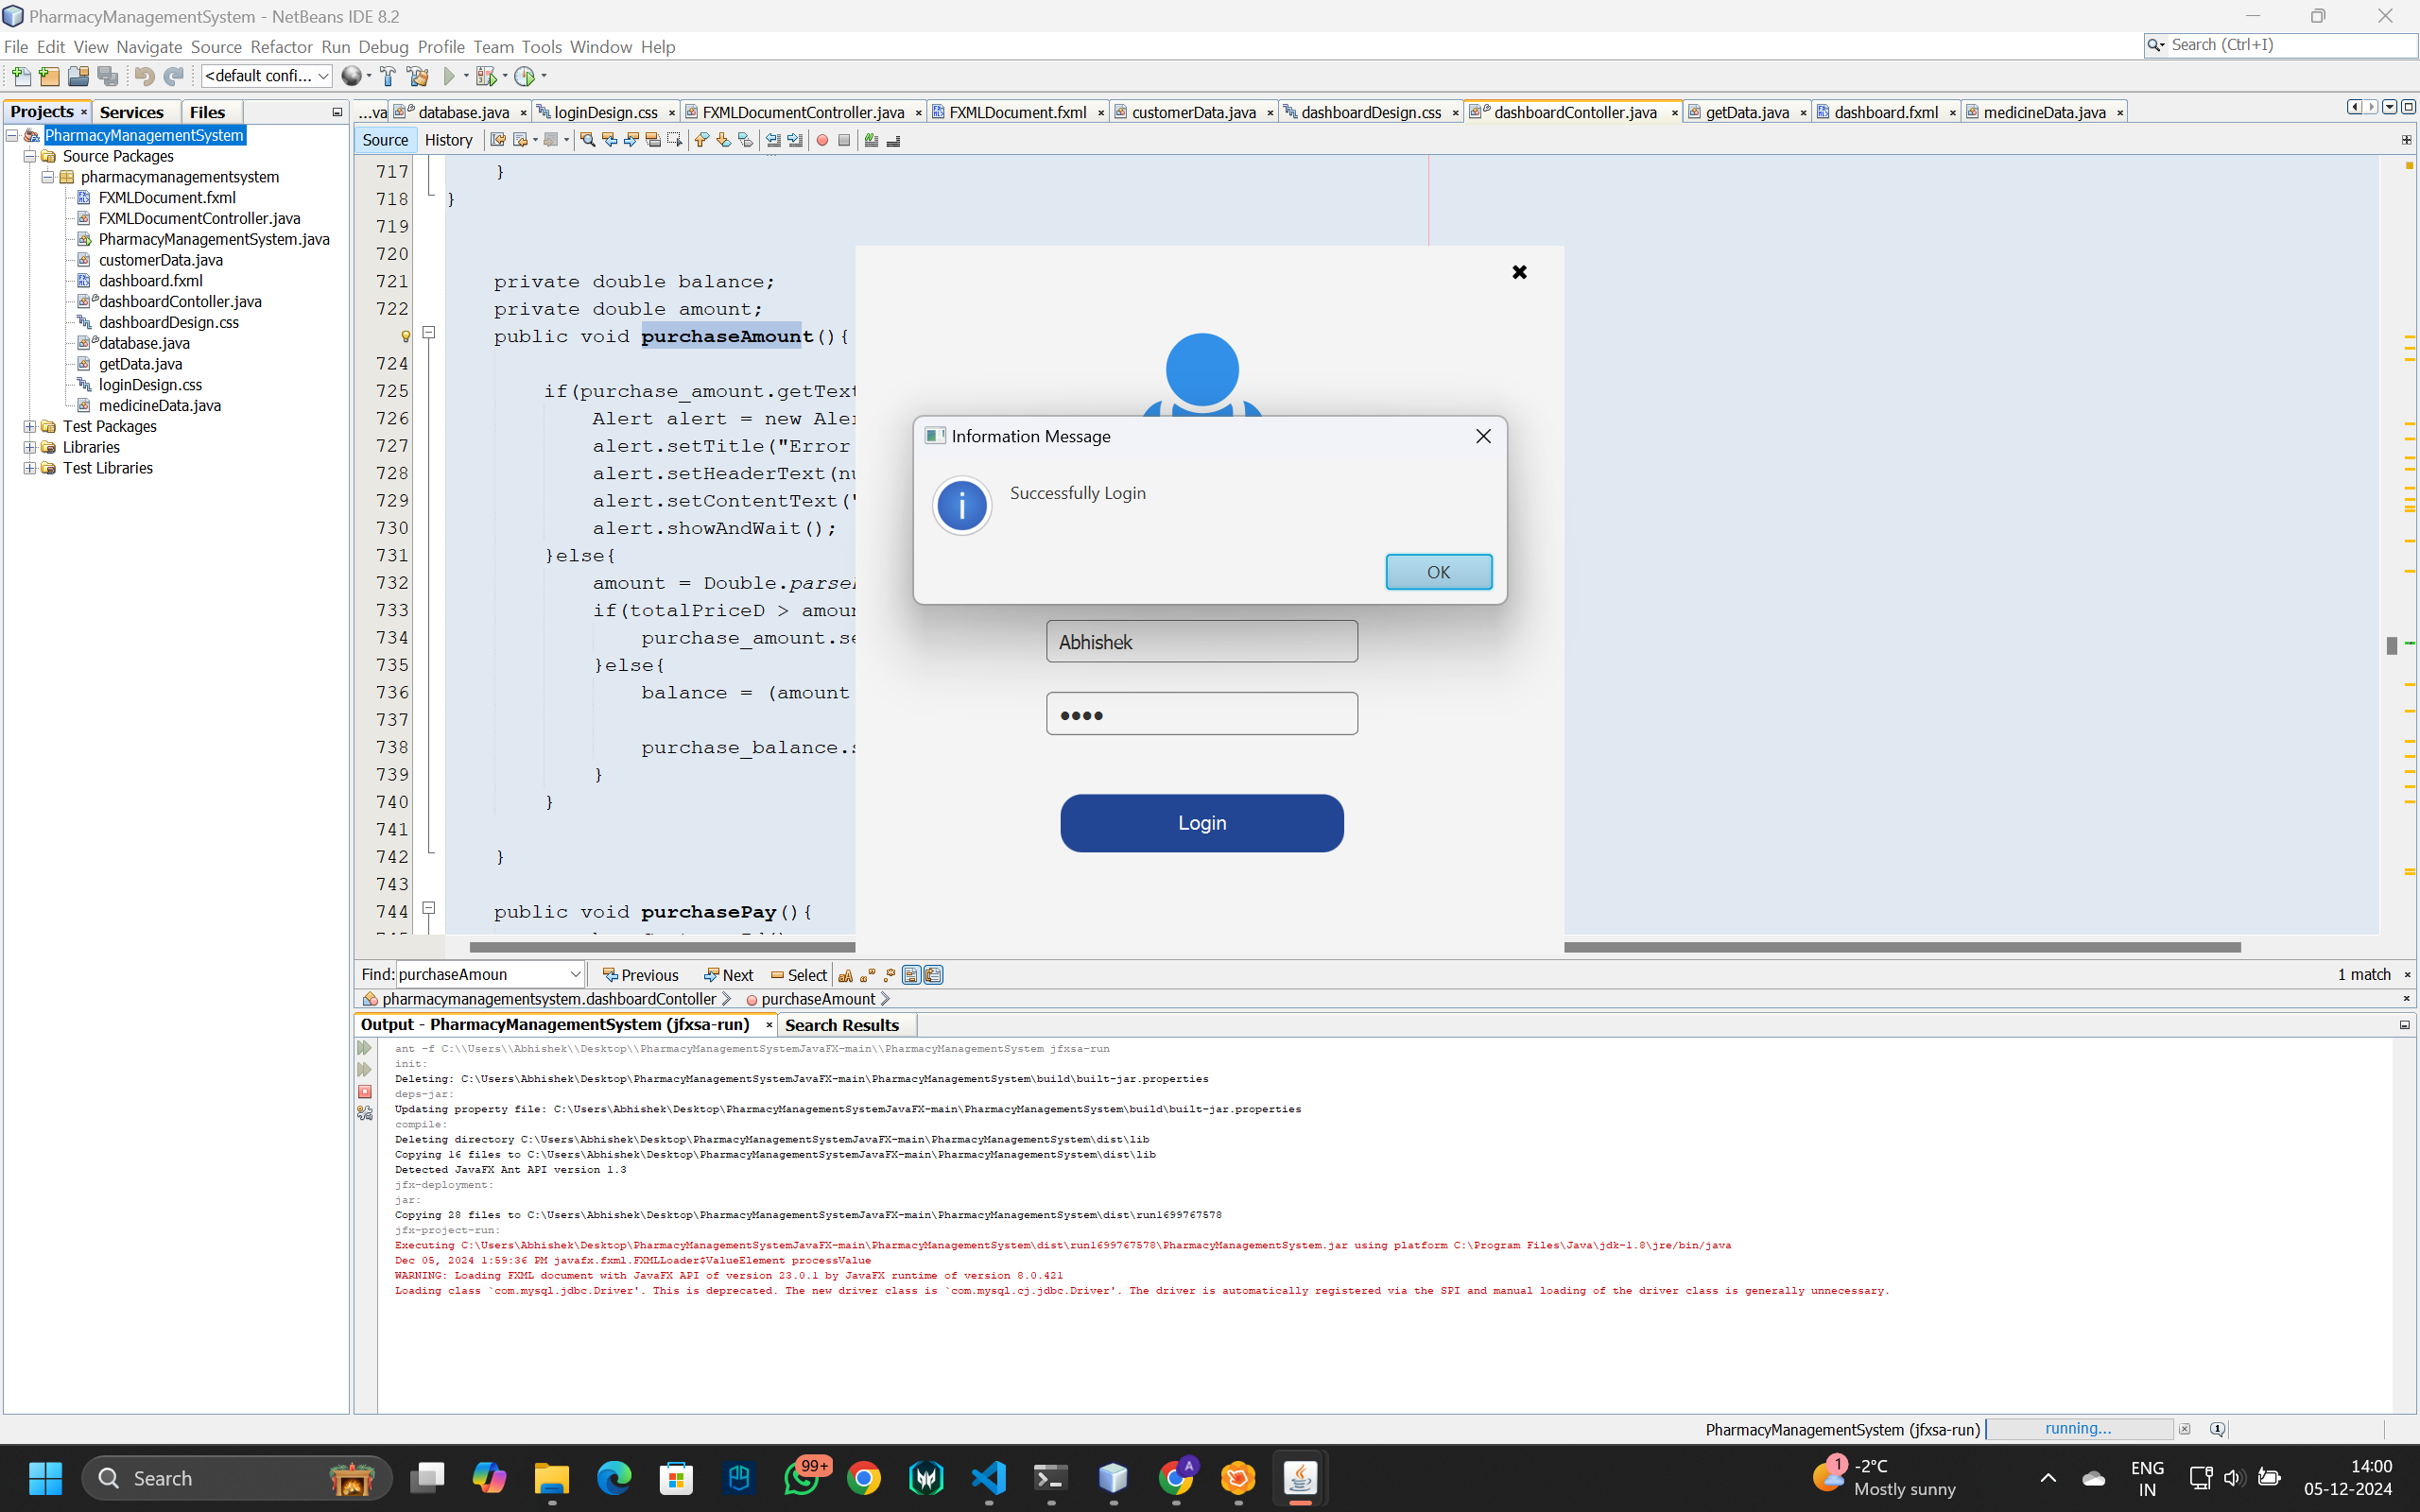 PharmacyManagementSystem - NetBeans IDE 8.2
File Edit View Navigate Source Refactor Run Debug Profile Team Tools Window Help
Search (Ctrl+I)
<default confi...
Projects Services Files
...va database.java loginDesign.css FXMLDocumentController.java FXMLDocument.fxml customerData.java dashboardDesign.css dashboardContoller.java getData.java dashboard.fxml medicineData.java
Source History
PharmacyManagementSystem
Source Packages
pharmacymanagementsystem
FXMLDocument.fxml
FXMLDocumentController.java
PharmacyManagementSystem.java
customerData.java
dashboard.fxml
dashboardContoller.java
dashboardDesign.css
database.java
getData.java
loginDesign.css
medicineData.java
Test Packages
Libraries
Test Libraries
717 }
718 }
719
720
721 private double balance;
722 private double amount;
public void purchaseAmount(){
724
725 if(purchase_amount.getText
726 Alert alert = new Aler
727 alert.setTitle("Error
728 alert.setHeaderText(nu
729 alert.setContentText("
730 alert.showAndWait();
731 }else{
732 amount = Double.parse
733 if(totalPriceD > amou
734 purchase_amount.se
735 }else{
736 balance = (amount
737
738 purchase_balance.s
739 }
740 }
741
742 }
743
744 public void purchasePay(){
Information Message
Successfully Login
OK
Abhishek
Login
Find: purchaseAmoun Previous Next Select 1 match
pharmacymanagementsystem.dashboardContoller purchaseAmount
Output - PharmacyManagementSystem (jfxsa-run) Search Results
ant -f C:\\Users\\Abhishek\\Desktop\\PharmacyManagementSystemJavaFX-main\\PharmacyManagementSystem jfxsa-run
init:
Deleting: C:\Users\Abhishek\Desktop\PharmacyManagementSystemJavaFX-main\PharmacyManagementSystem\build\built-jar.properties
deps-jar:
Updating property file: C:\Users\Abhishek\Desktop\PharmacyManagementSystemJavaFX-main\PharmacyManagementSystem\build\built-jar.properties
compile:
Deleting directory C:\Users\Abhishek\Desktop\PharmacyManagementSystemJavaFX-main\PharmacyManagementSystem\dist\lib
Copying 16 files to C:\Users\Abhishek\Desktop\PharmacyManagementSystemJavaFX-main\PharmacyManagementSystem\dist\lib
Detected JavaFX Ant API version 1.3
jfx-deployment:
jar:
Copying 28 files to C:\Users\Abhishek\Desktop\PharmacyManagementSystemJavaFX-main\PharmacyManagementSystem\dist\run1699767578
jfx-project-run:
Executing C:\Users\Abhishek\Desktop\PharmacyManagementSystemJavaFX-main\PharmacyManagementSystem\dist\run1699767578\PharmacyManagementSystem.jar using platform C:\Program Files\Java\jdk-1.8\jre/bin/java
Dec 05, 2024 1:59:36 PM javafx.fxml.FXMLLoader$ValueElement processValue
WARNING: Loading FXML document with JavaFX API of version 23.0.1 by JavaFX runtime of version 8.0.421
Loading class `com.mysql.jdbc.Driver'. This is deprecated. The new driver class is `com.mysql.cj.jdbc.Driver'. The driver is automatically registered via the SPI and manual loading of the driver class is generally unnecessary.
PharmacyManagementSystem (jfxsa-run) running...
Search
99+
A
1
-2°C
Mostly sunny
ENG
IN
14:00
05-12-2024